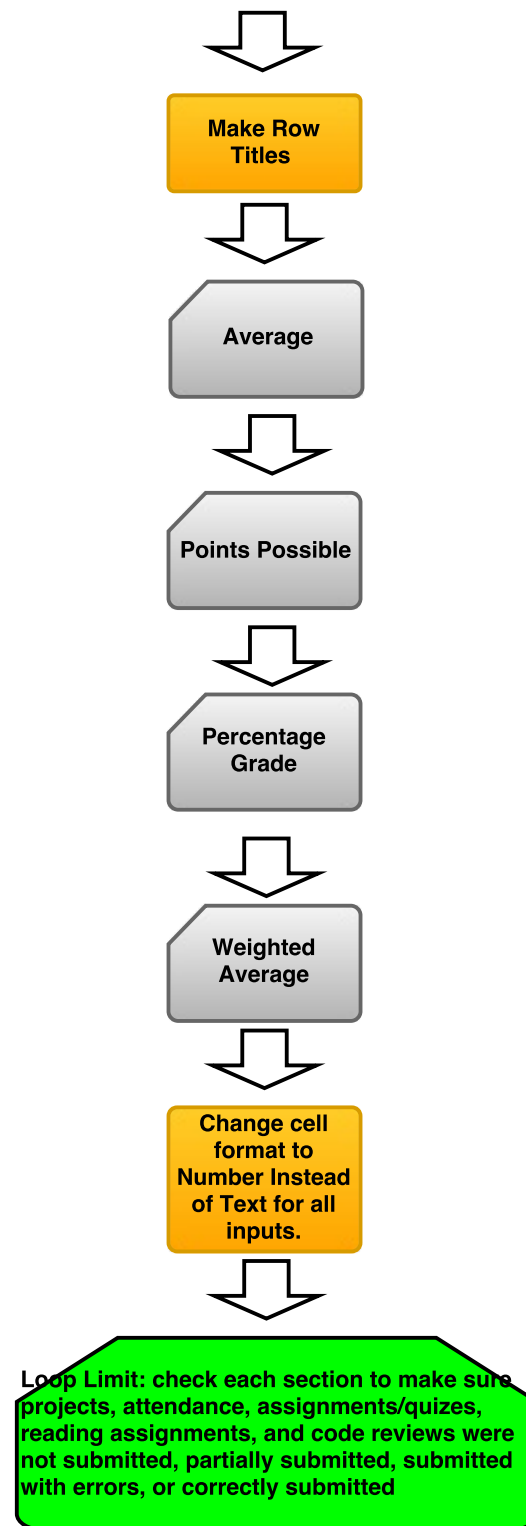 Make Row
Titles
Average
Points Possible
Percentage
Grade
Weighted
Average
Change cell
format to
Number Instead
of Text for all
inputs.
Loop Limit: check each section to make sure
projects, attendance, assignments/quizes,
reading assignments, and code reviews were
not submitted, partially submitted, submitted
with errors, or correctly submitted